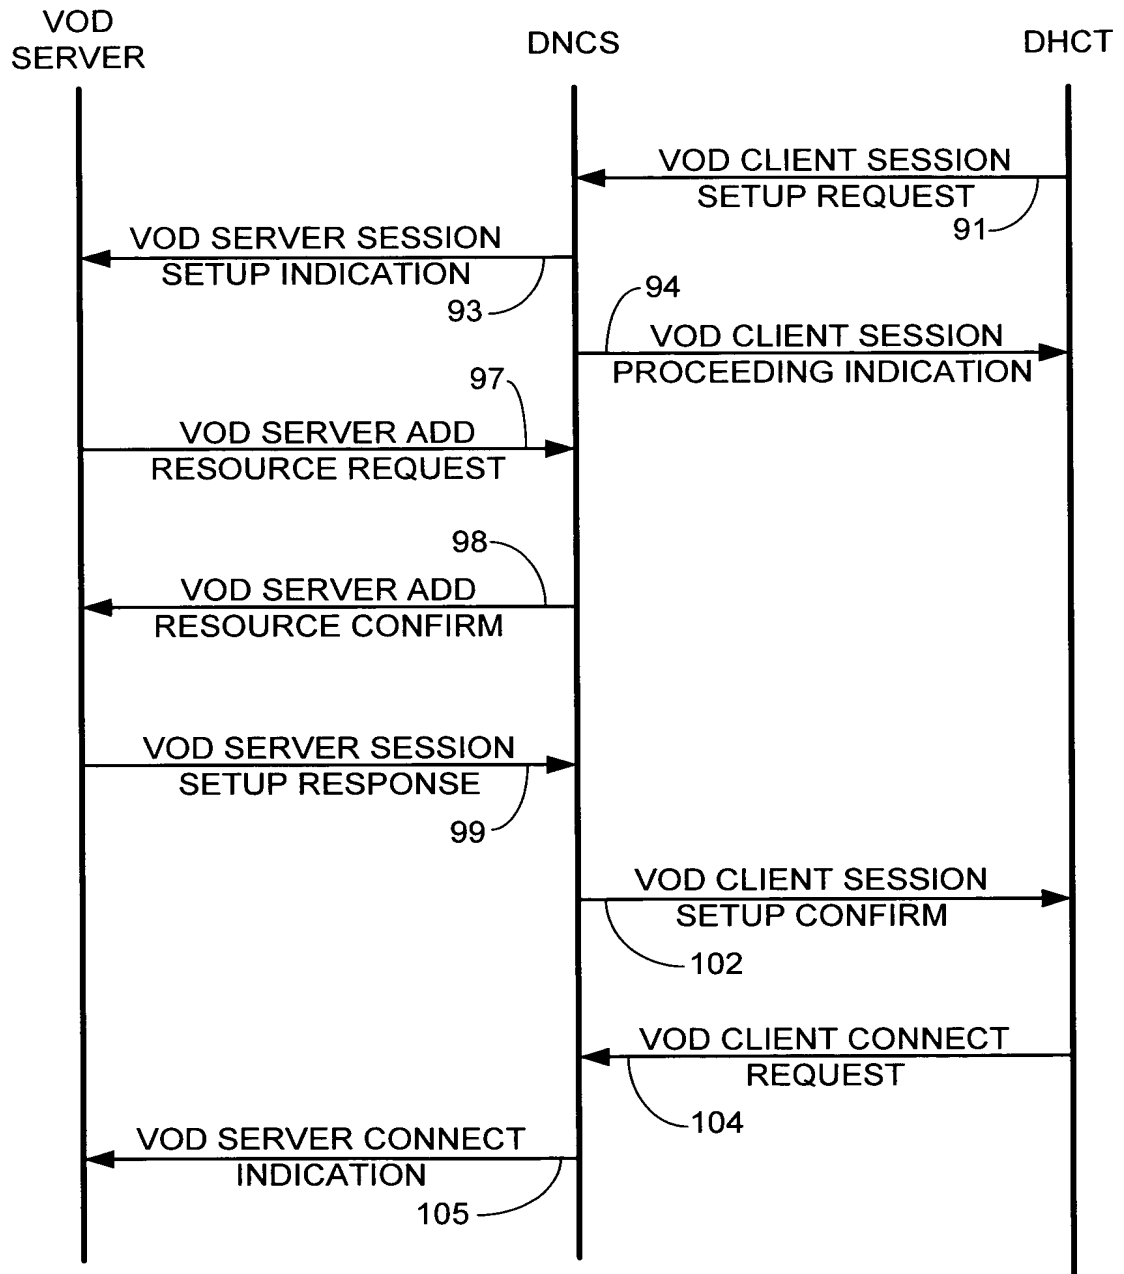 VOD
SERVER
DNCS
DHCT
VOD CLIENT SESSION
SETUP REQUEST
91
VOD SERVER SESSION
SETUP INDICATION
93
94
VOD CLIENT SESSION
PROCEEDING INDICATION
97
VOD SERVER ADD
RESOURCE REQUEST
98
VOD SERVER ADD
RESOURCE CONFIRM
VOD SERVER SESSION
SETUP RESPONSE
99
VOD CLIENT SESSION
SETUP CONFIRM
102
VOD CLIENT CONNECT
REQUEST
104
VOD SERVER CONNECT
INDICATION
105